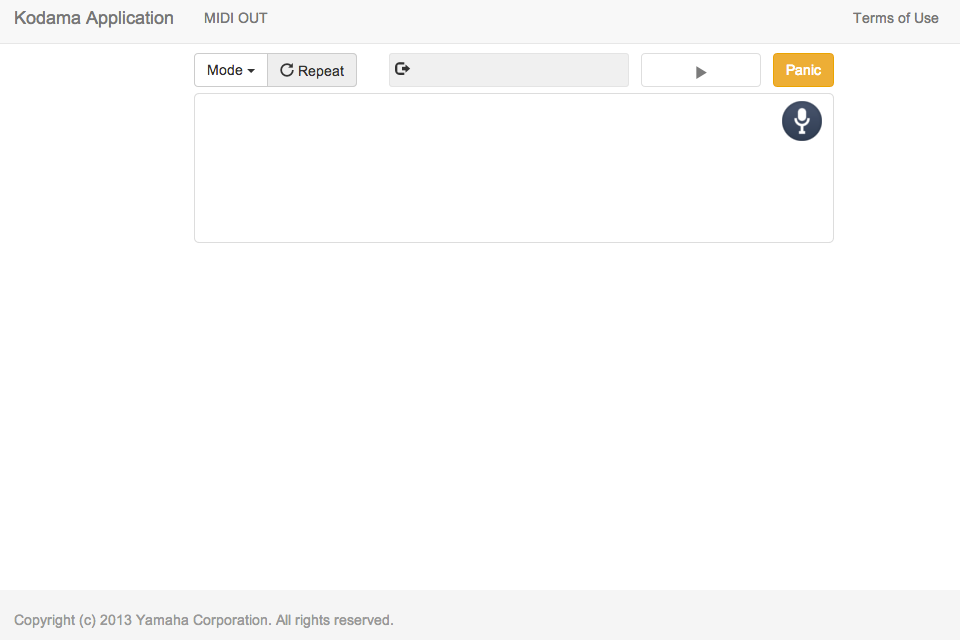 Kodama Application MIDI OUT Terms of Use
Mode Repeat Panic
Copyright (c) 2013 Yamaha Corporation. All rights reserved.